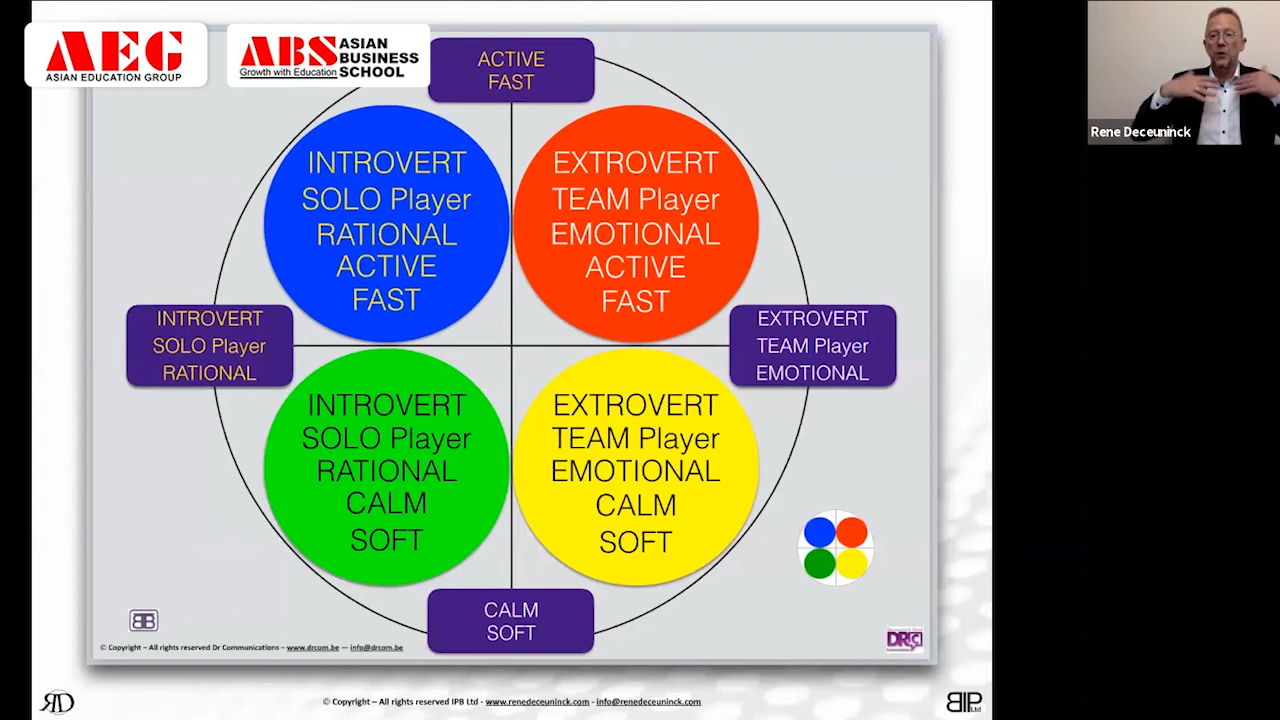 AEG
ASIAN EDUCATION GROUP
ABS ASIAN
BUSINESS
SCHOOL
Growth with Education
ACTIVE
FAST
Rene Deceuninck
INTROVERT
SOLO Player
RATIONAL
ACTIVE
FAST
EXTROVERT
TEAM Player
EMOTIONAL
ACTIVE
FAST
INTROVERT
SOLO Player
RATIONAL
EXTROVERT
TEAM Player
EMOTIONAL
INTROVERT
SOLO Player
RATIONAL
CALM
SOFT
EXTROVERT
TEAM Player
EMOTIONAL
CALM
SOFT
CALM
SOFT
© Copyright – All rights reserved Dr Communications – www.drcom.be — info@drcom.be
© Copyright – All rights reserved IPB Ltd - www.renedeceuninck.com - info@renedeceuninck.com